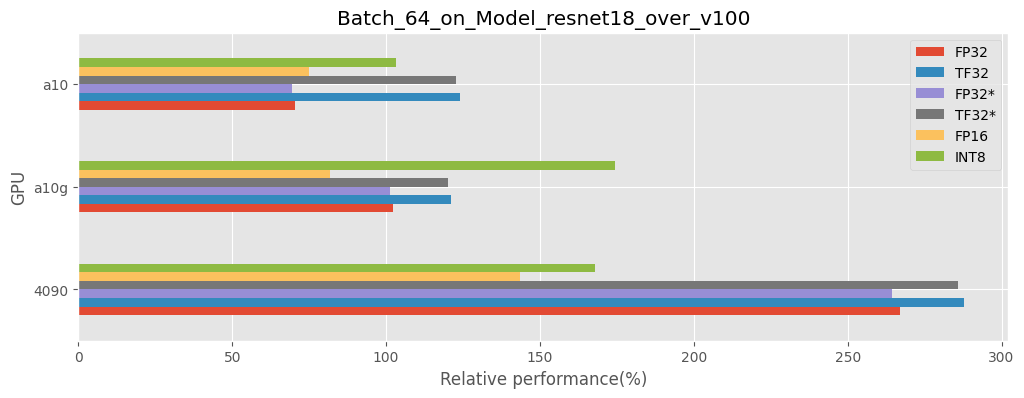 Batch_64_on_Model_resnet18_over_v100
FP32
TF32
FP32*
TF32*
FP16
INT8
GPU
a10
a10g
4090
0 50 100 150 200 250 300
Relative performance(%)